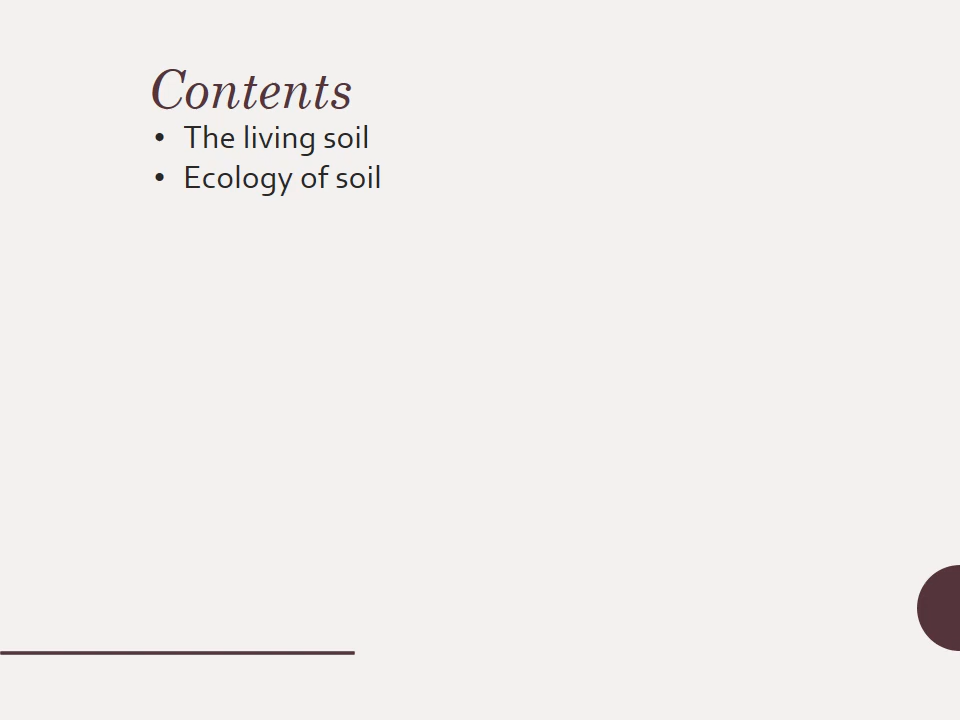 Contents
• The living soil
• Ecology of soil